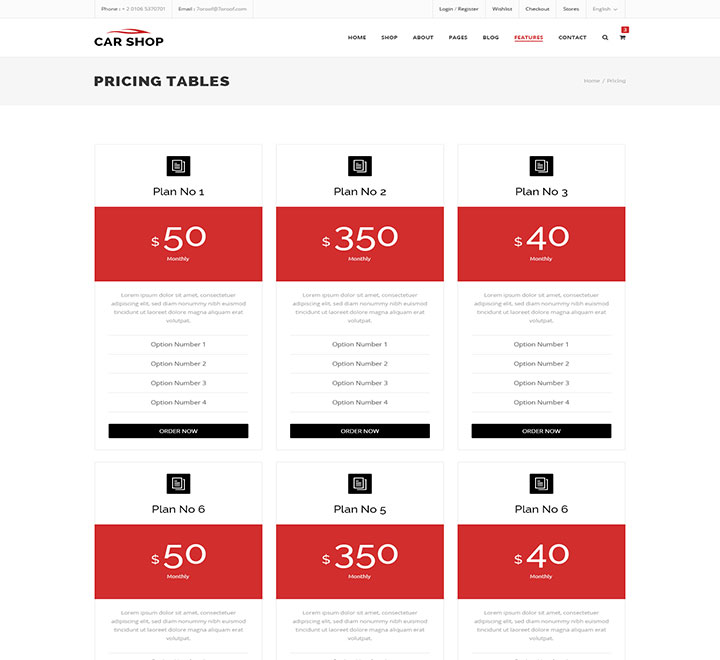 Phone : + 2 0106 5370701 Email : 7oroof@7oroof.com Login / Register Wishlist Checkout Stores English
3
CAR SHOP HOME SHOP ABOUT PAGES BLOG FEATURES CONTACT
PRICING TABLES Home / Pricing
Plan No 1 Plan No 2 Plan No 3
$ 50 $ 350 $ 40
Monthly Monthly Monthly
Lorem ipsum dolor sit amet, consectetuer Lorem ipsum dolor sit amet, consectetuer Lorem ipsum dolor sit amet, consectetuer
adipiscing elit, sed diam nonummy nibh euismod adipiscing elit, sed diam nonummy nibh euismod adipiscing elit, sed diam nonummy nibh euismod
tincidunt ut laoreet dolore magna aliquam erat tincidunt ut laoreet dolore magna aliquam erat tincidunt ut laoreet dolore magna aliquam erat
volutpat. volutpat. volutpat.
Option Number 1 Option Number 1 Option Number 1
Option Number 2 Option Number 2 Option Number 2
Option Number 3 Option Number 3 Option Number 3
Option Number 4 Option Number 4 Option Number 4
ORDER NOW ORDER NOW ORDER NOW
Plan No 6 Plan No 5 Plan No 6
$ 50 $ 350 $ 40
Monthly Monthly Monthly
Lorem ipsum dolor sit amet, consectetuer Lorem ipsum dolor sit amet, consectetuer Lorem ipsum dolor sit amet, consectetuer
adipiscing elit, sed diam nonummy nibh euismod adipiscing elit, sed diam nonummy nibh euismod adipiscing elit, sed diam nonummy nibh euismod
tincidunt ut laoreet dolore magna aliquam erat tincidunt ut laoreet dolore magna aliquam erat tincidunt ut laoreet dolore magna aliquam erat
volutpat. volutpat. volutpat.